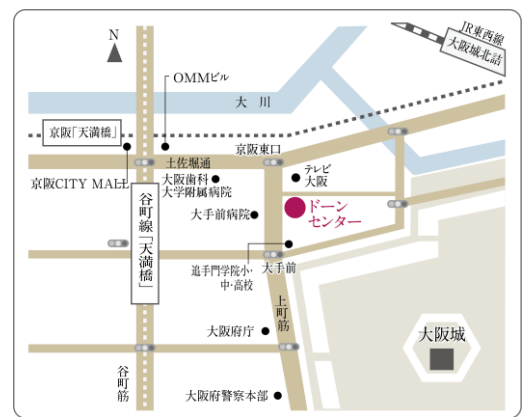 N
JR東西線
大阪城北詰
OMMビル
大川
京阪「天満橋」
京阪東口
土佐堀通
京阪CITY MALL
大阪歯科
大学附属病院
テレビ
大阪
谷町線「天満橋」
大手前病院
ドーン
センター
追手門学院小・
中・高校
大手前
上町筋
大阪府庁
大阪城
谷町筋
大阪府警察本部